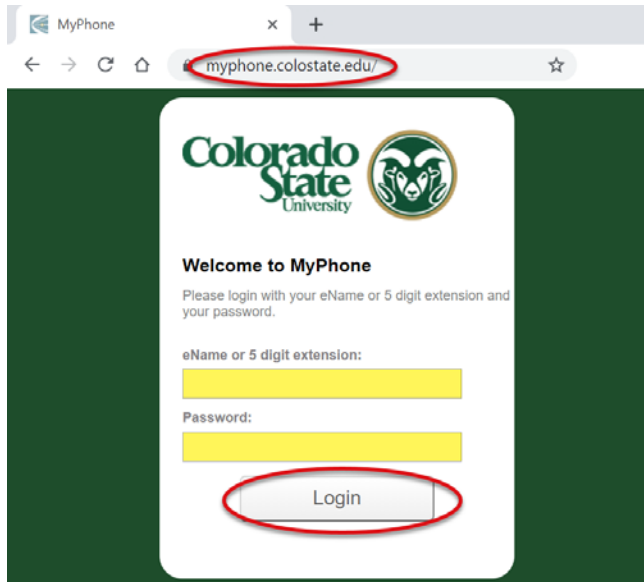 MyPhone
myphone.colostate.edu/
Colorado
State
University
Welcome to MyPhone
Please login with your eName or 5 digit extension and
your password.
eName or 5 digit extension:
Password:
Login